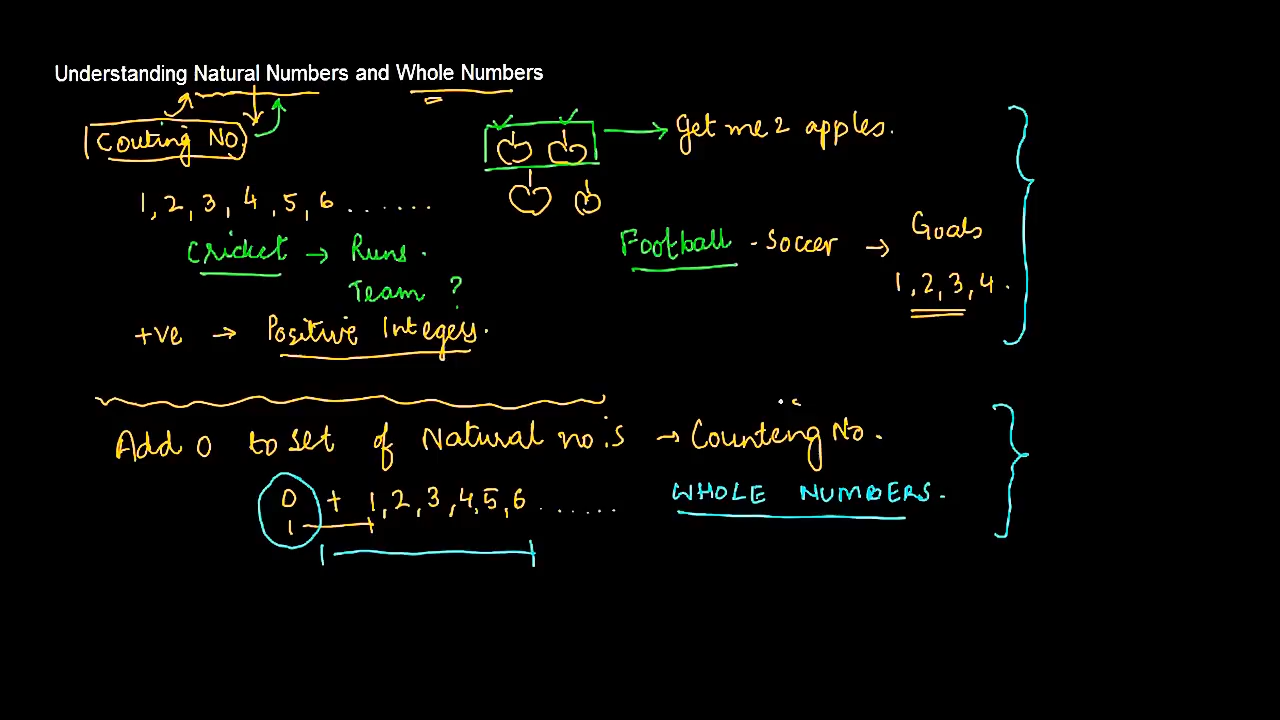 Understanding Natural Numbers and Whole Numbers
Couting NO.
Get me 2 apples.
1, 2, 3, 4, 5, 6 . . . . . .
Cricket → Runs.
Team ?
Football - Soccer → Goals
1, 2, 3, 4.
+ve → Positive Integers.
Add 0 to set of Natural no.s → Counting No.
0 + 1, 2, 3, 4, 5, 6 . . . . . .
1
WHOLE NUMBERS.